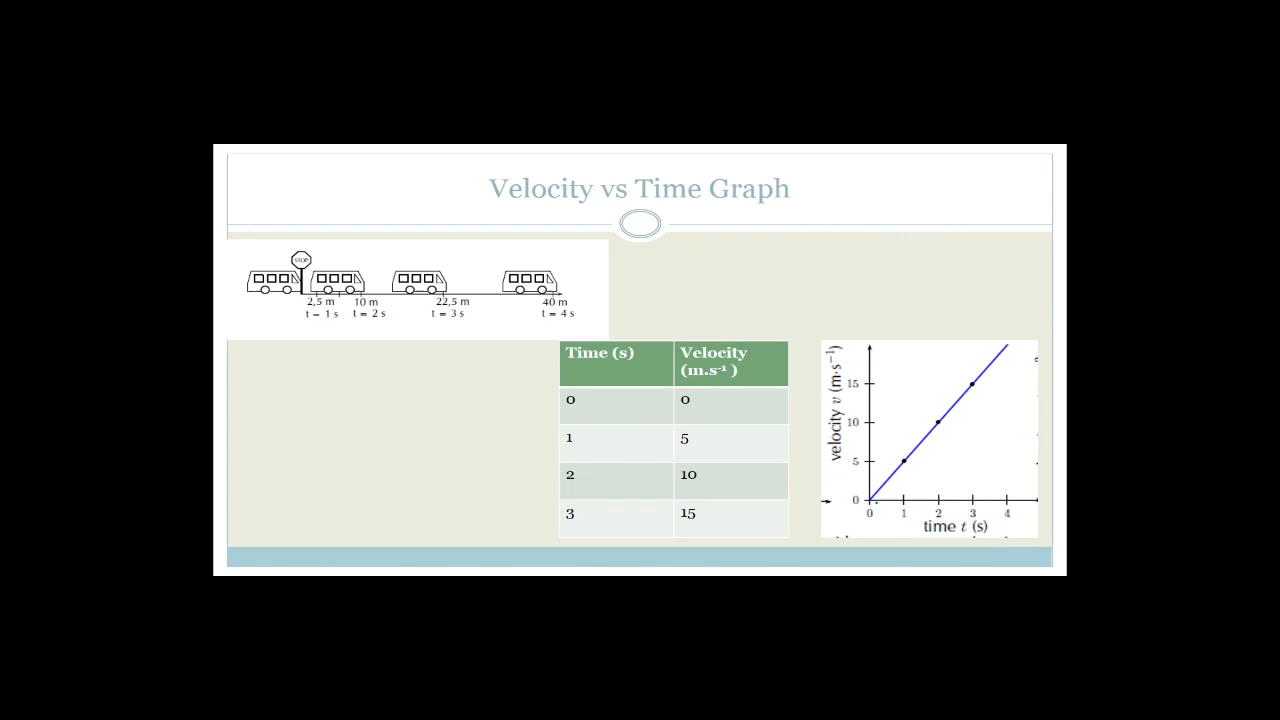 Velocity vs Time Graph
STOP
2,5 m 10 m 22,5 m 40 m
t = 1 s t = 2 s t = 3 s t = 4 s
Time (s) Velocity (m.s⁻¹ )
0 0
1 5
2 10
3 15
velocity v (m·s⁻¹)
15
10
5
0
0 1 2 3 4
time t (s)